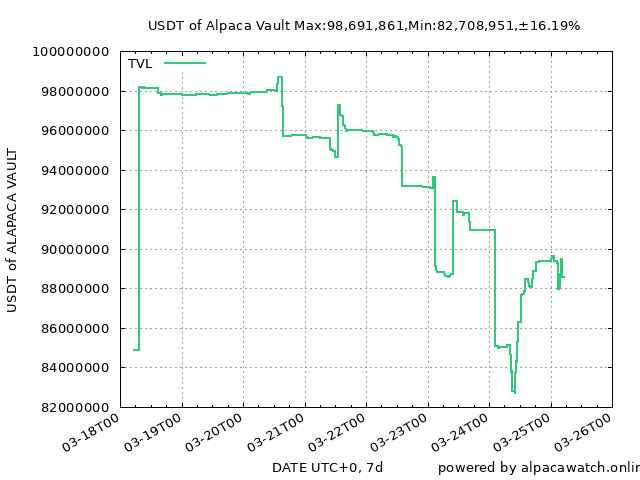 USDT of Alpaca Vault Max:98,691,861,Min:82,708,951,±16.19%
TVL
100000000
98000000
96000000
94000000
92000000
90000000
88000000
86000000
84000000
82000000
USDT of ALAPACA VAULT
03-18T00
03-19T00
03-20T00
03-21T00
03-22T00
03-23T00
03-24T00
03-25T00
03-26T00
DATE UTC+0, 7d
powered by alpacawatch.onlin